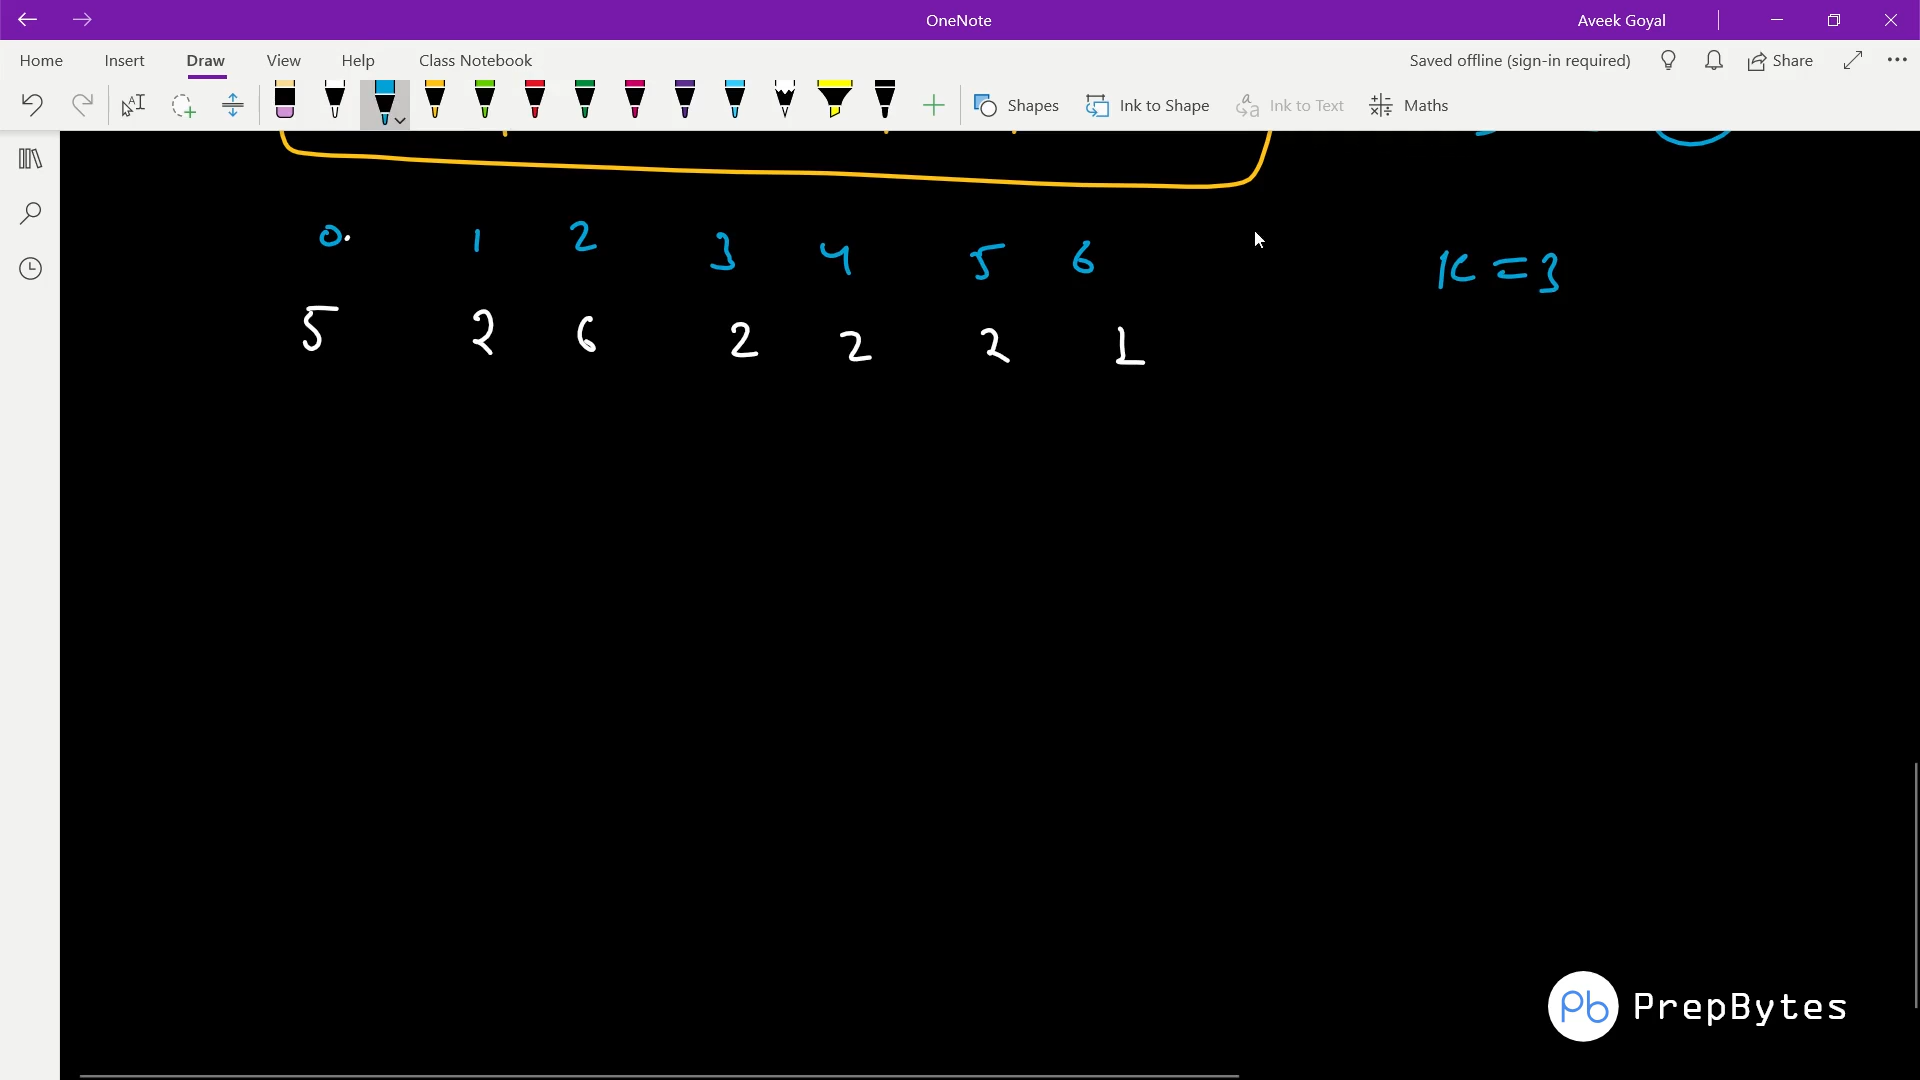 OneNote
Aveek Goyal
Home Insert Draw View Help Class Notebook
Saved offline (sign-in required) Share
Shapes Ink to Shape Ink to Text Maths
0 1 2 3 4 5 6
K = 3
5 2 6 2 2 2 1
Pb PrepBytes